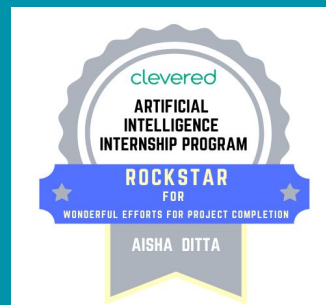 clevered
ARTIFICIAL
INTELLIGENCE
INTERNSHIP PROGRAM
ROCKSTAR
FOR
WONDERFUL EFFORTS FOR PROJECT COMPLETION
AISHA DITTA